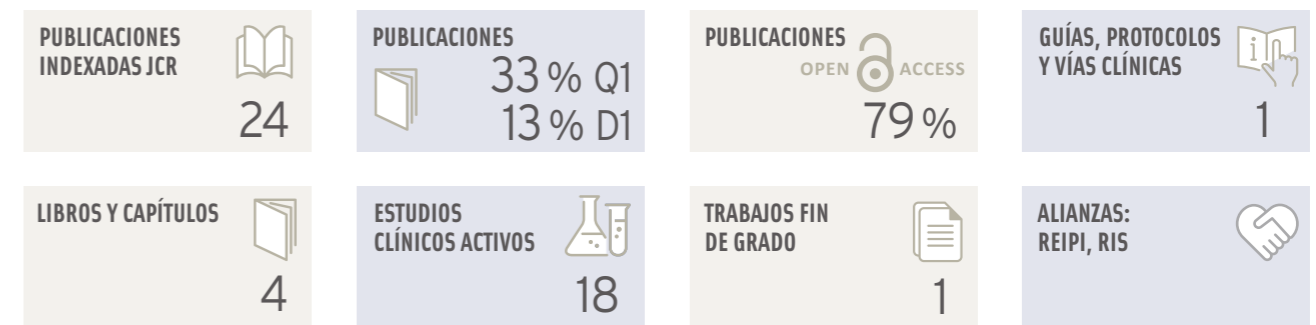 PUBLICACIONES
INDEXADAS JCR
24
PUBLICACIONES
33 % Q1
13 % D1
PUBLICACIONES
OPEN ACCESS
79 %
GUÍAS, PROTOCOLOS
Y VÍAS CLÍNICAS
1
LIBROS Y CAPÍTULOS
4
ESTUDIOS
CLÍNICOS ACTIVOS
18
TRABAJOS FIN
DE GRADO
1
ALIANZAS:
REIPI, RIS